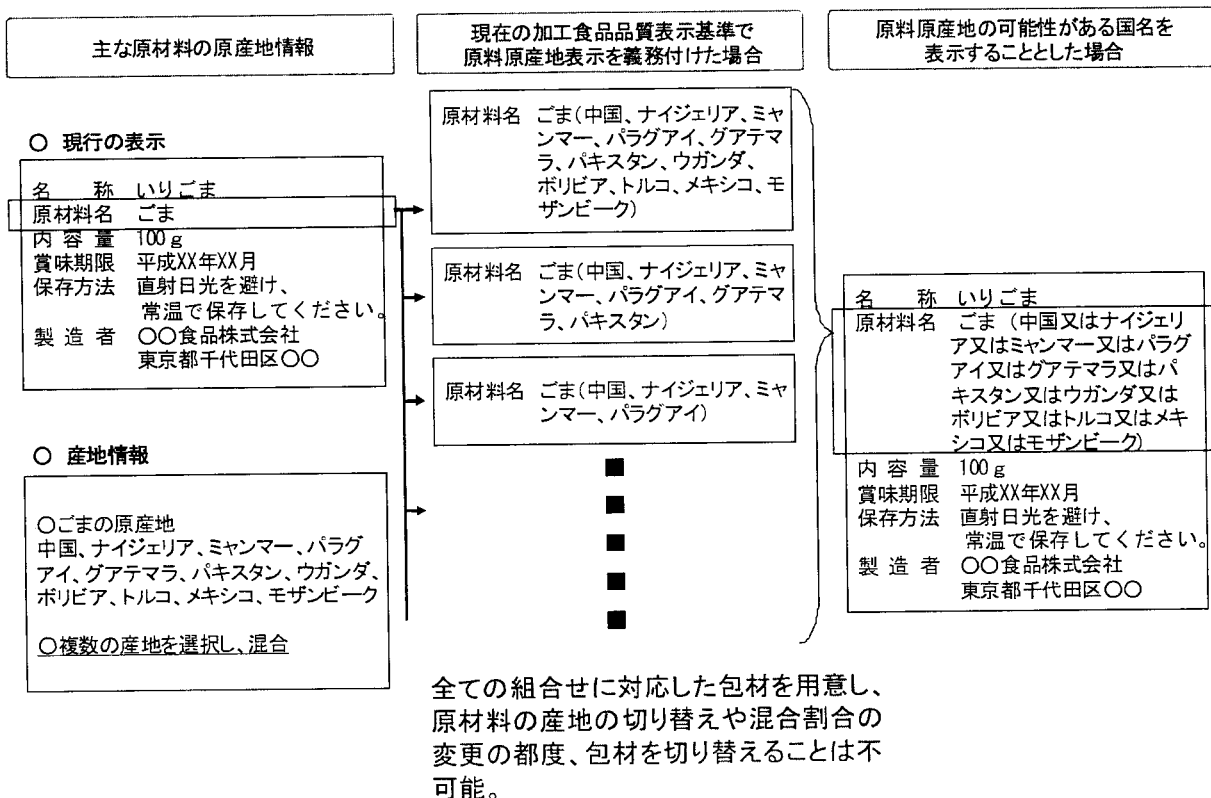 主な原材料の原産地情報
現在の加工食品品質表示基準で
原料原産地表示を義務付けた場合
原料原産地の可能性がある国名を
表示することとした場合
○ 現行の表示
名　　称　いりごま
原材料名　ごま
内 容 量　100g
賞味期限　平成XX年XX月
保存方法　直射日光を避け、
常温で保存してください。
製 造 者　〇〇食品株式会社
東京都千代田区〇〇
○ 産地情報
○ごまの原産地
中国、ナイジェリア、ミャンマー、パラグ
アイ、グアテマラ、パキスタン、ウガンダ、
ボリビア、トルコ、メキシコ、モザンビーク
○複数の産地を選択し、混合
原材料名　ごま(中国、ナイジェリア、ミャ
ンマー、パラグアイ、グアテマ
ラ、パキスタン、ウガンダ、
ボリビア、トルコ、メキシコ、モ
ザンビーク)
原材料名　ごま(中国、ナイジェリア、ミャ
ンマー、パラグアイ、グアテマ
ラ、パキスタン)
原材料名　ごま(中国、ナイジェリア、ミャ
ンマー、パラグアイ)
全ての組合せに対応した包材を用意し、
原材料の産地の切り替えや混合割合の
変更の都度、包材を切り替えることは不
可能。
名　　称　いりごま
原材料名　ごま (中国又はナイジェリ
ア又はミャンマー又はパラグ
アイ又はグアテマラ又はパ
キスタン又はウガンダ又は
ボリビア又はトルコ又はメキ
シコ又はモザンビーク)
内 容 量　100g
賞味期限　平成XX年XX月
保存方法　直射日光を避け、
常温で保存してください。
製 造 者　〇〇食品株式会社
東京都千代田区〇〇